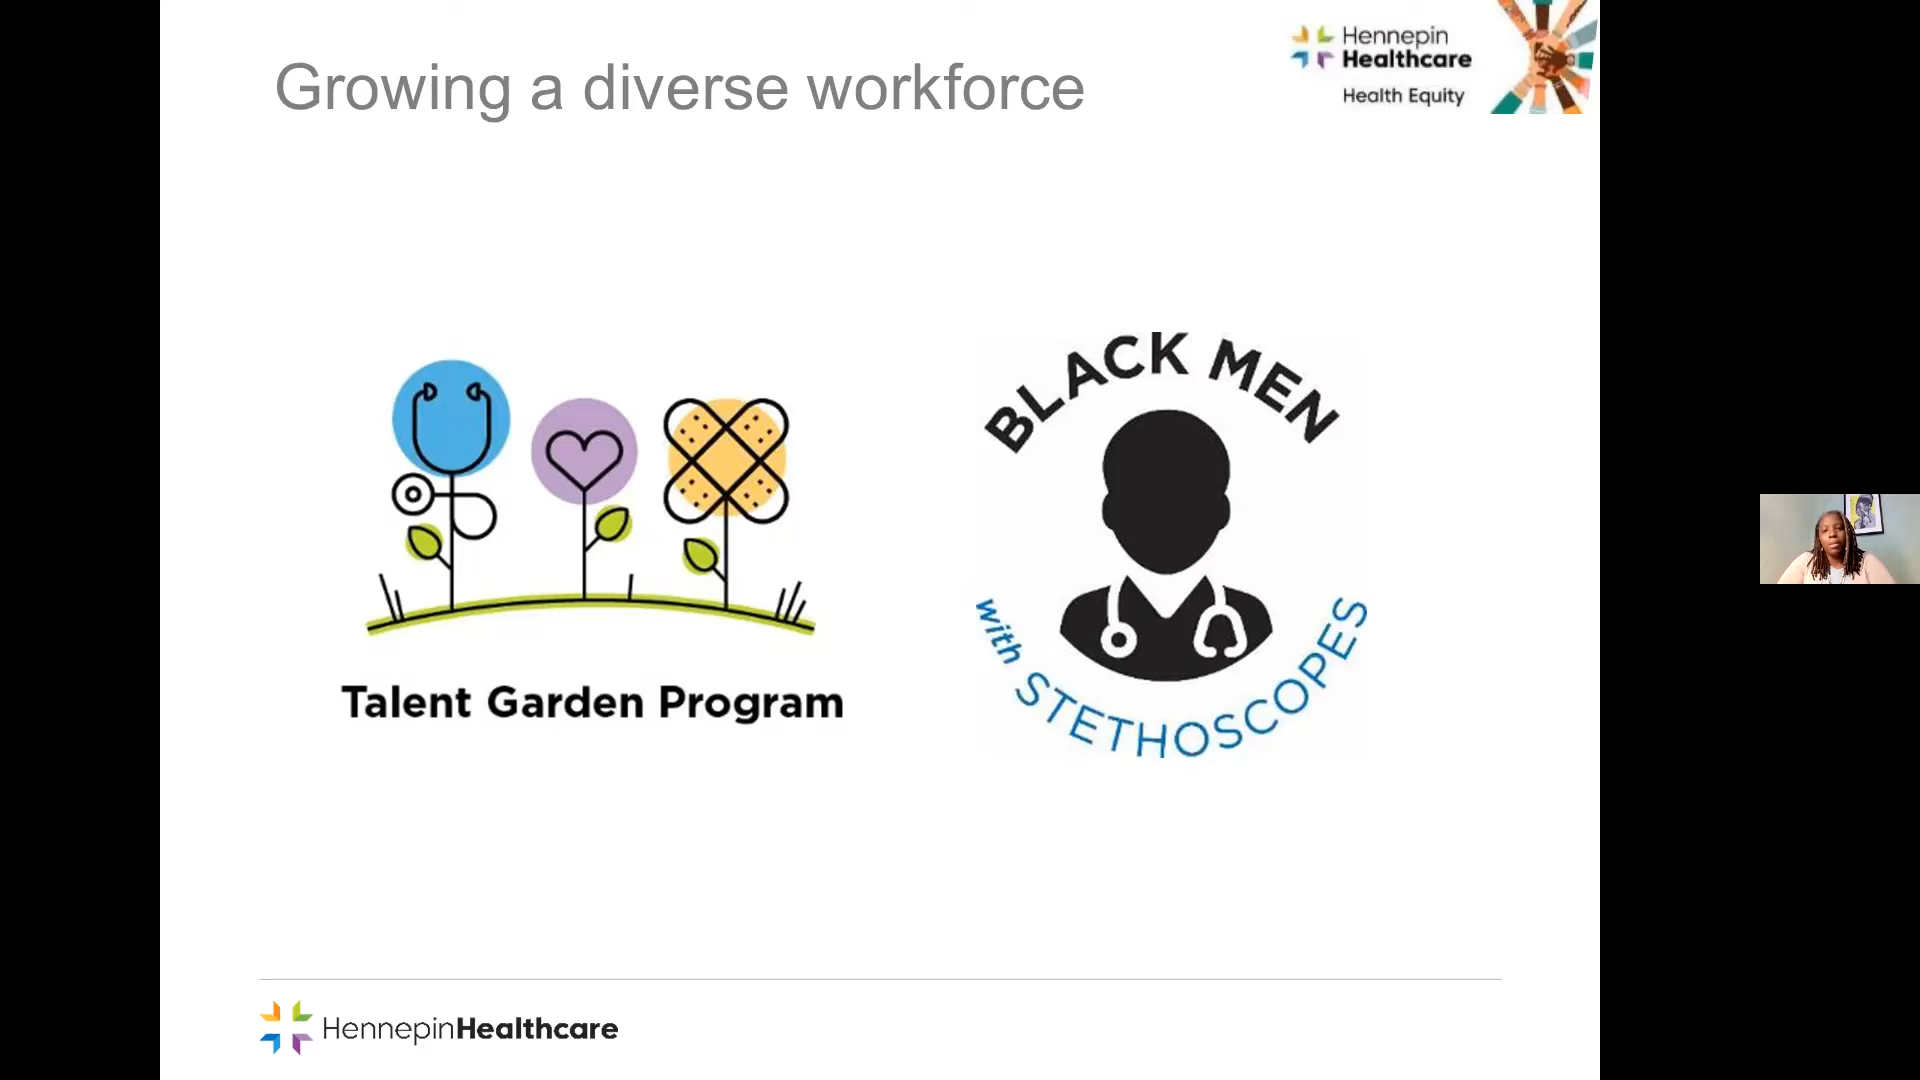 Growing a diverse workforce
Hennepin
Healthcare
Health Equity
BLACK MEN
with STETHOSCOPES
Talent Garden Program
HennepinHealthcare